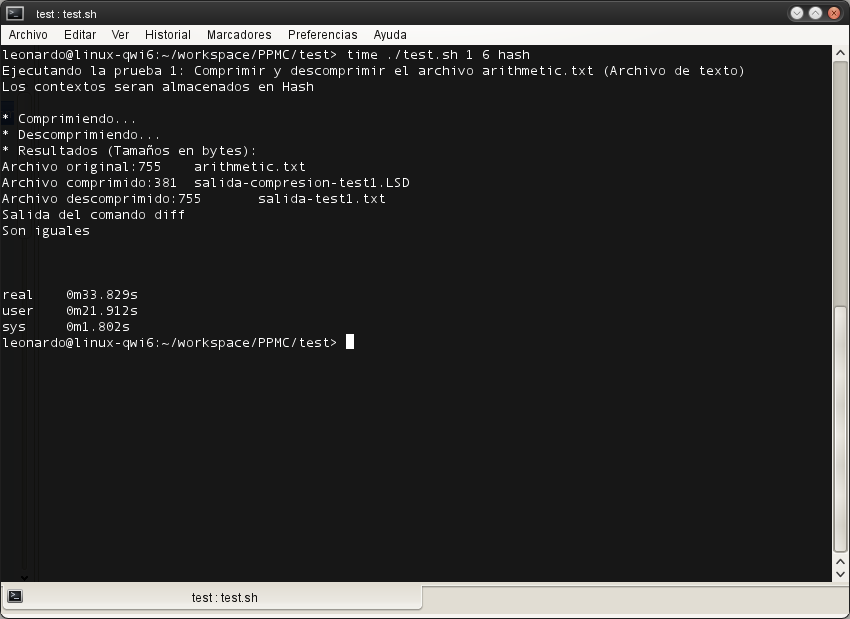 test : test.sh
Archivo Editar Ver Historial Marcadores Preferencias Ayuda
leonardo@linux-qwi6:~/workspace/PPMC/test> time ./test.sh 1 6 hash
Ejecutando la prueba 1: Comprimir y descomprimir el archivo arithmetic.txt (Archivo de texto)
Los contextos seran almacenados en Hash
* Comprimiendo...
* Descomprimiendo...
* Resultados (Tamaños en bytes):
Archivo original:755 arithmetic.txt
Archivo comprimido:381 salida-compresion-test1.LSD
Archivo descomprimido:755 salida-test1.txt
Salida del comando diff
Son iguales
real 0m33.829s
user 0m21.912s
sys 0m1.802s
leonardo@linux-qwi6:~/workspace/PPMC/test>
test : test.sh